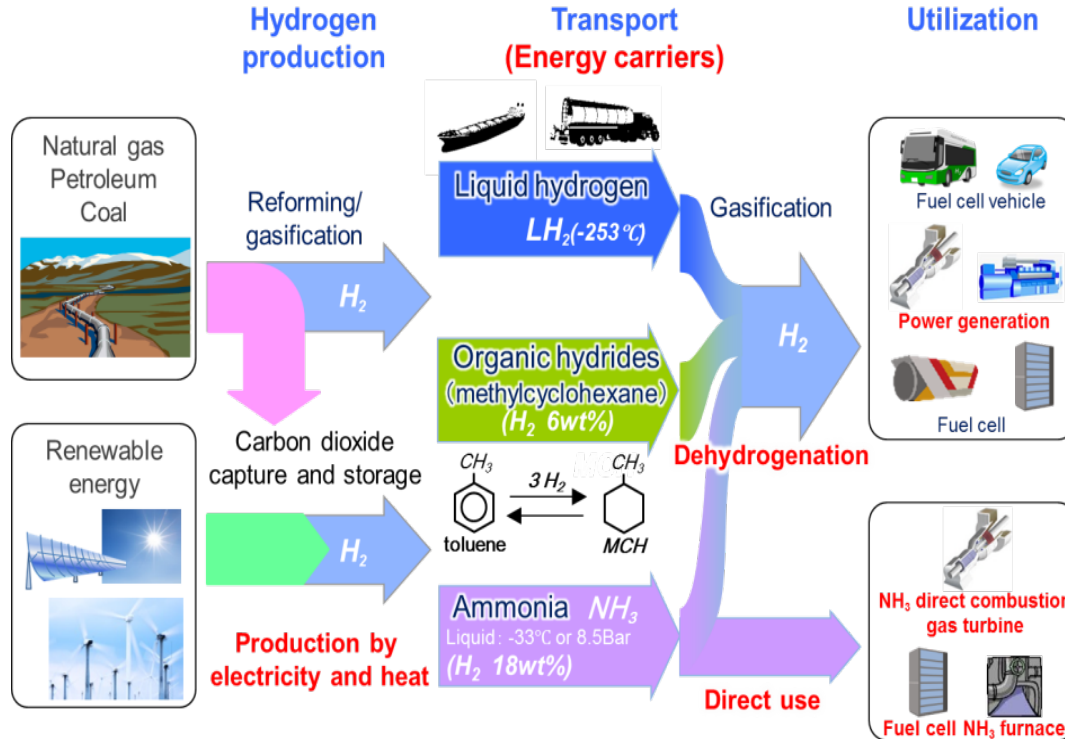 Hydrogen
production
Transport
(Energy carriers)
Utilization
Natural gas
Petroleum
Coal
Reforming/
gasification
H₂
Liquid hydrogen
LH₂(-253℃)
Gasification
H₂
Fuel cell vehicle
Power generation
Fuel cell
Organic hydrides
(methylcyclohexane)
(H₂ 6wt%)
Dehydrogenation
Carbon dioxide
capture and storage
Renewable
energy
H₂
CH₃
3 H₂
CH₃
toluene
MCH
Production by
electricity and heat
Ammonia NH₃
Liquid: -33℃ or 8.5Bar
(H₂ 18wt%)
Direct use
NH₃ direct combustion
gas turbine
Fuel cell
NH₃ furnace